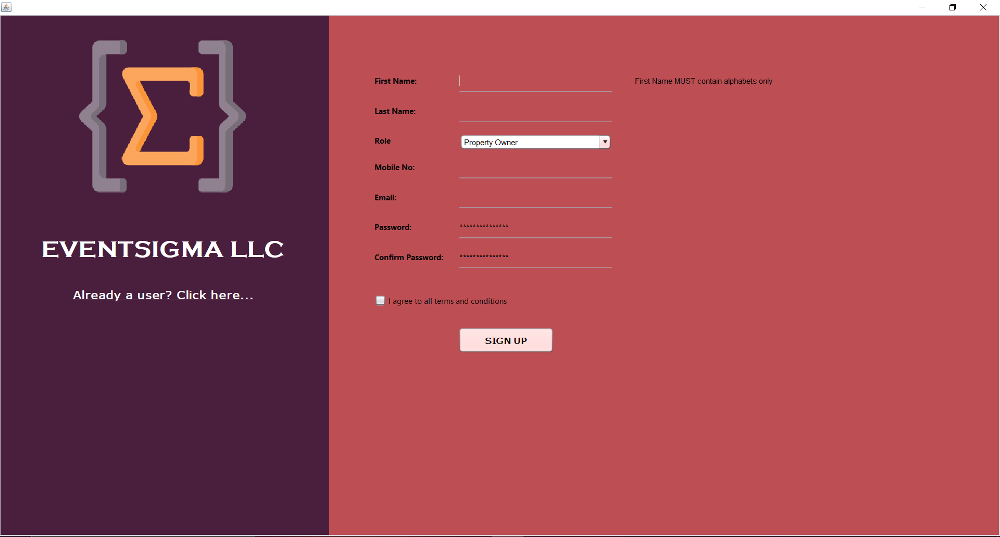 EVENTSIGMA LLC
Already a user? Click here...
First Name:
First Name MUST contain alphabets only
Last Name:
Role
Property Owner
Mobile No:
Email:
Password:
***************
Confirm Password:
***************
I agree to all terms and conditions
SIGN UP